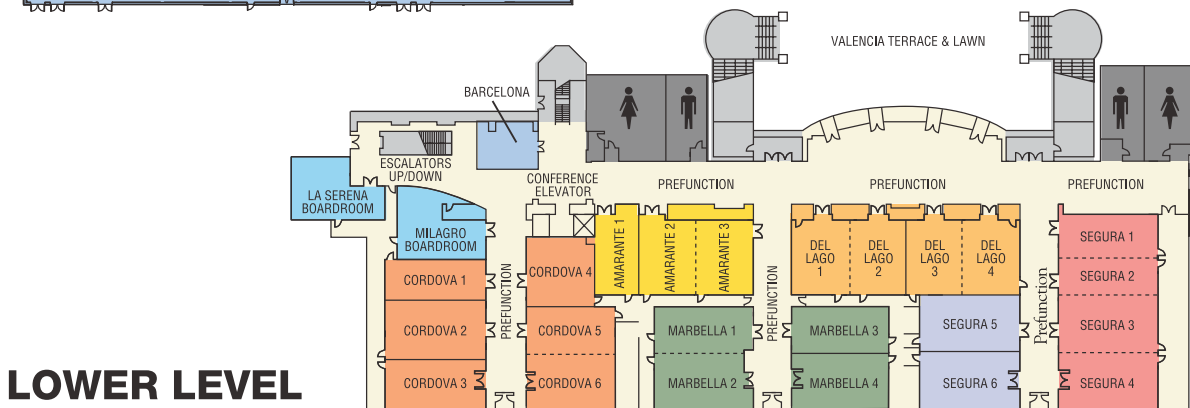 VALENCIA TERRACE & LAWN
BARCELONA
ESCALATORS
UP/DOWN
CONFERENCE
ELEVATOR
PREFUNCTION
PREFUNCTION
PREFUNCTION
LA SERENA
BOARDROOM
MILAGRO
BOARDROOM
AMARANTE 1
AMARANTE 2
AMARANTE 3
DEL
LAGO
1
DEL
LAGO
2
DEL
LAGO
3
DEL
LAGO
4
SEGURA 1
SEGURA 2
SEGURA 3
SEGURA 4
CORDOVA 1
CORDOVA 2
CORDOVA 3
PREFUNCTION
CORDOVA 4
CORDOVA 5
CORDOVA 6
MARBELLA 1
MARBELLA 2
PREFUNCTION
MARBELLA 3
MARBELLA 4
SEGURA 5
SEGURA 6
Prefunction
LOWER LEVEL